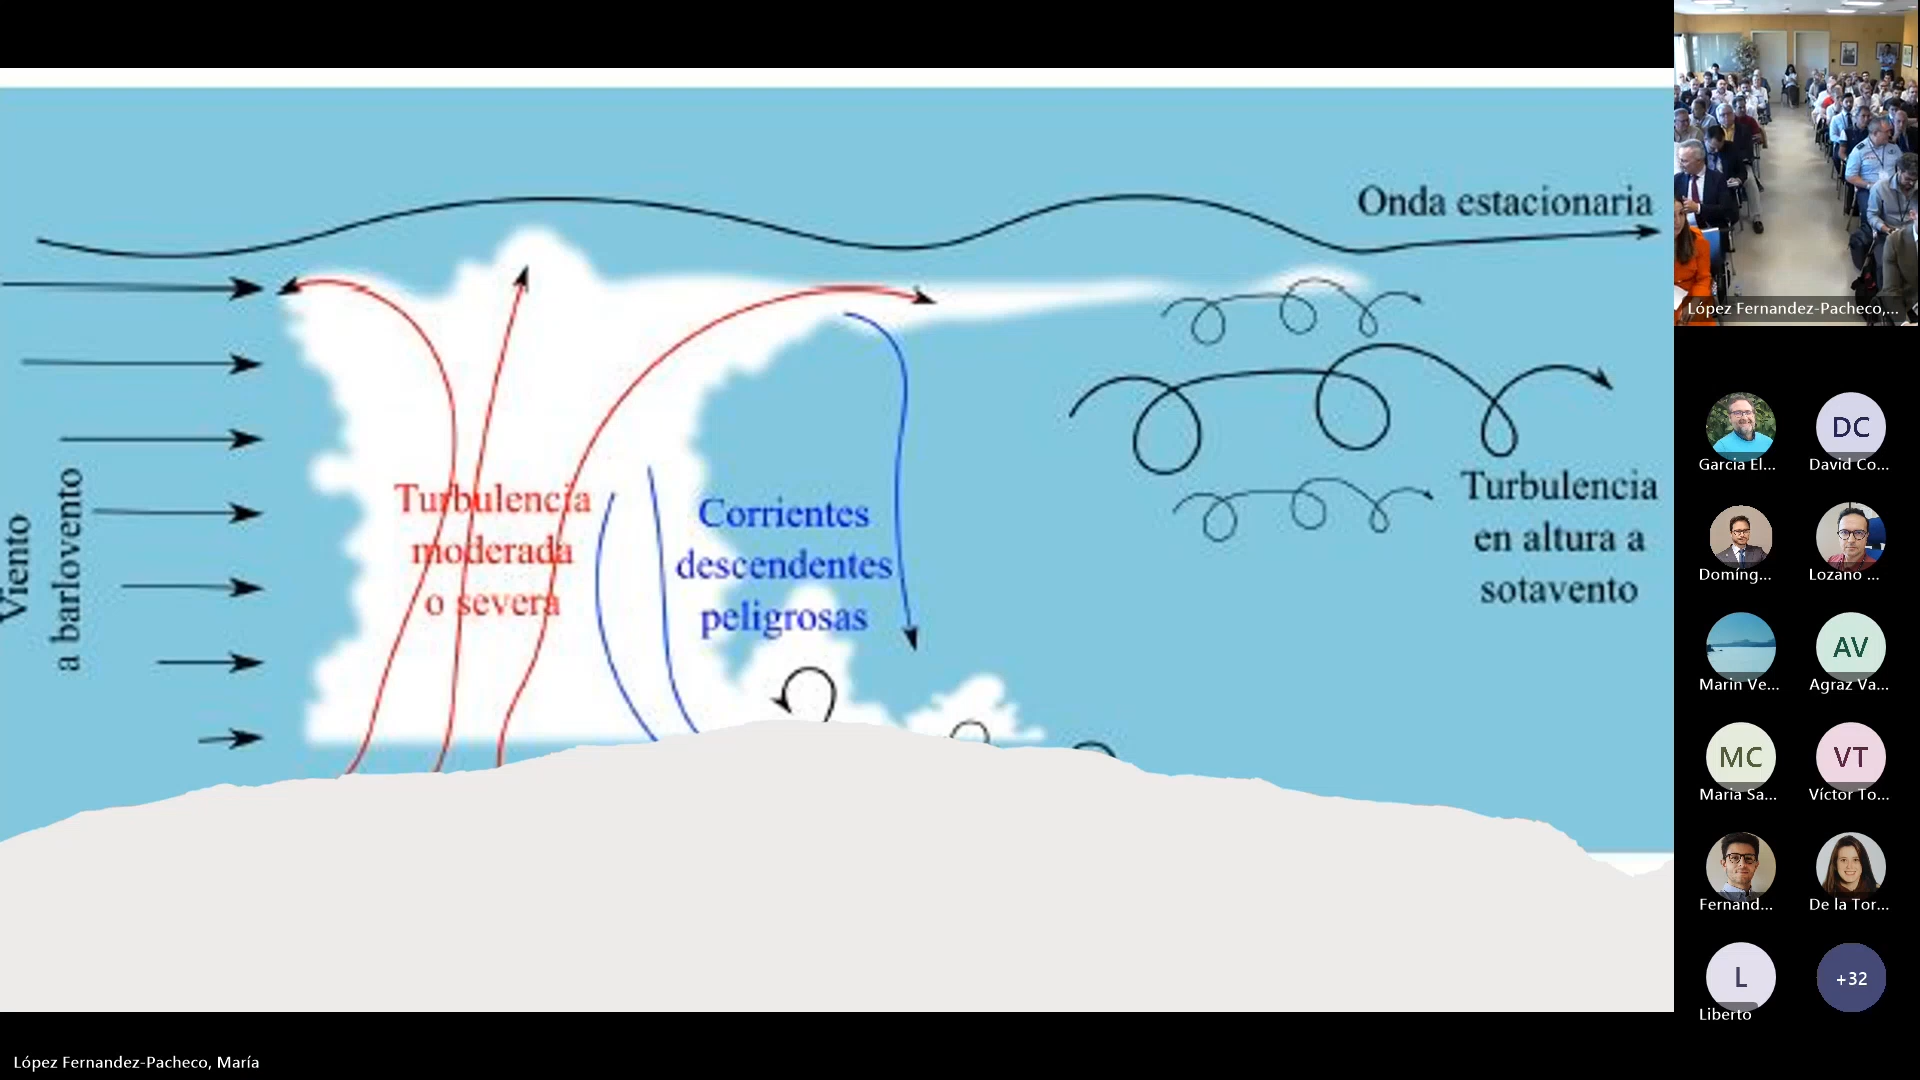 Onda estacionaria
Viento
a barlovento
Turbulencia
moderada
o severa
Corrientes
descendentes
peligrosas
Turbulencia
en altura a
sotavento
López Fernandez-Pacheco,...
Garcia El...
DC
David Co...
Domíng...
Lozano ...
Marin Ve...
AV
Agraz Va...
MC
Maria Sa...
VT
Víctor To...
Fernand...
De la Tor...
L
Liberto
+32
López Fernandez-Pacheco, María